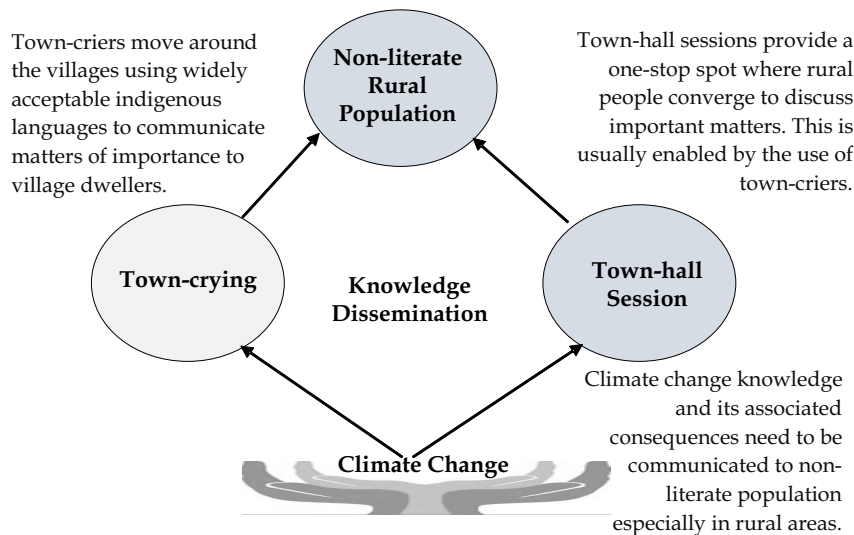 Town-criers move around
the villages using widely
acceptable indigenous
languages to communicate
matters of importance to
village dwellers.
Non-literate
Rural
Population
Town-hall sessions provide a
one-stop spot where rural
people converge to discuss
important matters. This is
usually enabled by the use of
town-criers.
Town-crying
Knowledge
Dissemination
Town-hall
Session
Climate Change
Climate change knowledge
and its associated
consequences need to be
communicated to non-
literate population
especially in rural areas.